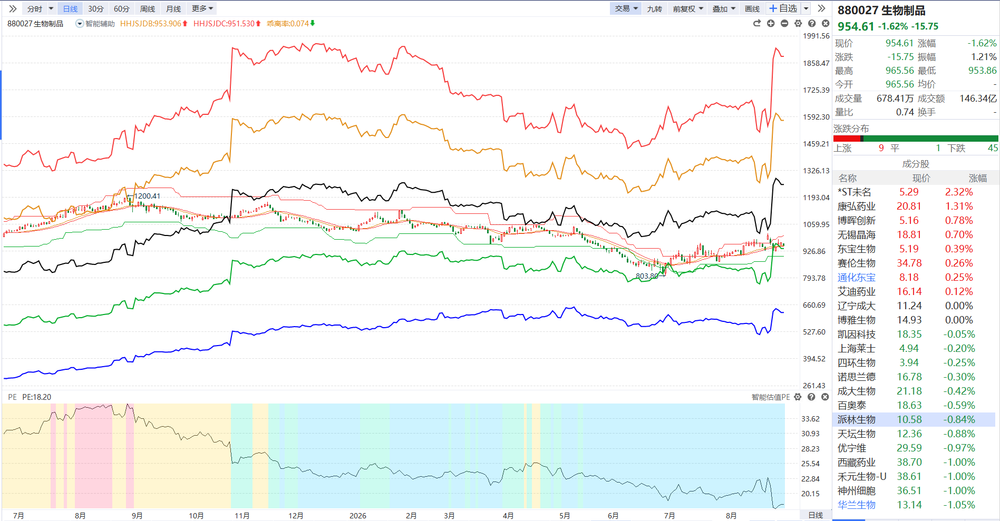 分时 日线 30分 60分 周线 月线 更多 交易 九转 前复权 叠加 画线 自选
880027 生物制品 智能辅助 HHJSJDB:953.906 HHJSJDC:951.530 乖离率:0.074
1991.56
1858.47
1725.39
1592.30
1459.21
1326.13
1193.04
1059.95
926.86
793.78
660.69
527.60
394.52
261.43
1200.41
803.80
PE PE:18.20 智能估值PE
33.62
30.93
28.23
25.54
22.84
20.15
7月 8月 9月 10月 11月 12月 2026 2月 3月 4月 5月 6月 7月 8月 日线
880027 生物制品
954.61 -1.62% -15.75
现价 954.61 涨幅 -1.62%
涨跌 -15.75 振幅 1.21%
最高 965.56 最低 953.86
今开 965.56 均价 -
成交量 678.41万 成交额 146.34亿
量比 0.74 换手 -
涨跌分布
上涨 9 平 1 下跌 45
成分股
名称 现价 涨幅
*ST未名 5.29 2.32%
康弘药业 20.81 1.31%
博晖创新 5.16 0.78%
无锡晶海 18.81 0.70%
东宝生物 5.19 0.39%
赛伦生物 34.78 0.26%
通化东宝 8.18 0.25%
艾迪药业 16.14 0.12%
辽宁成大 11.24 0.00%
博雅生物 14.93 0.00%
凯因科技 18.35 -0.05%
上海莱士 4.94 -0.20%
四环生物 3.94 -0.25%
诺思兰德 16.78 -0.30%
成大生物 21.18 -0.42%
百奥泰 18.63 -0.59%
派林生物 10.58 -0.84%
天坛生物 12.36 -0.88%
优宁维 29.59 -0.97%
西藏药业 38.70 -1.00%
禾元生物-U 38.61 -1.00%
神州细胞 36.51 -1.00%
华兰生物 13.14 -1.05%